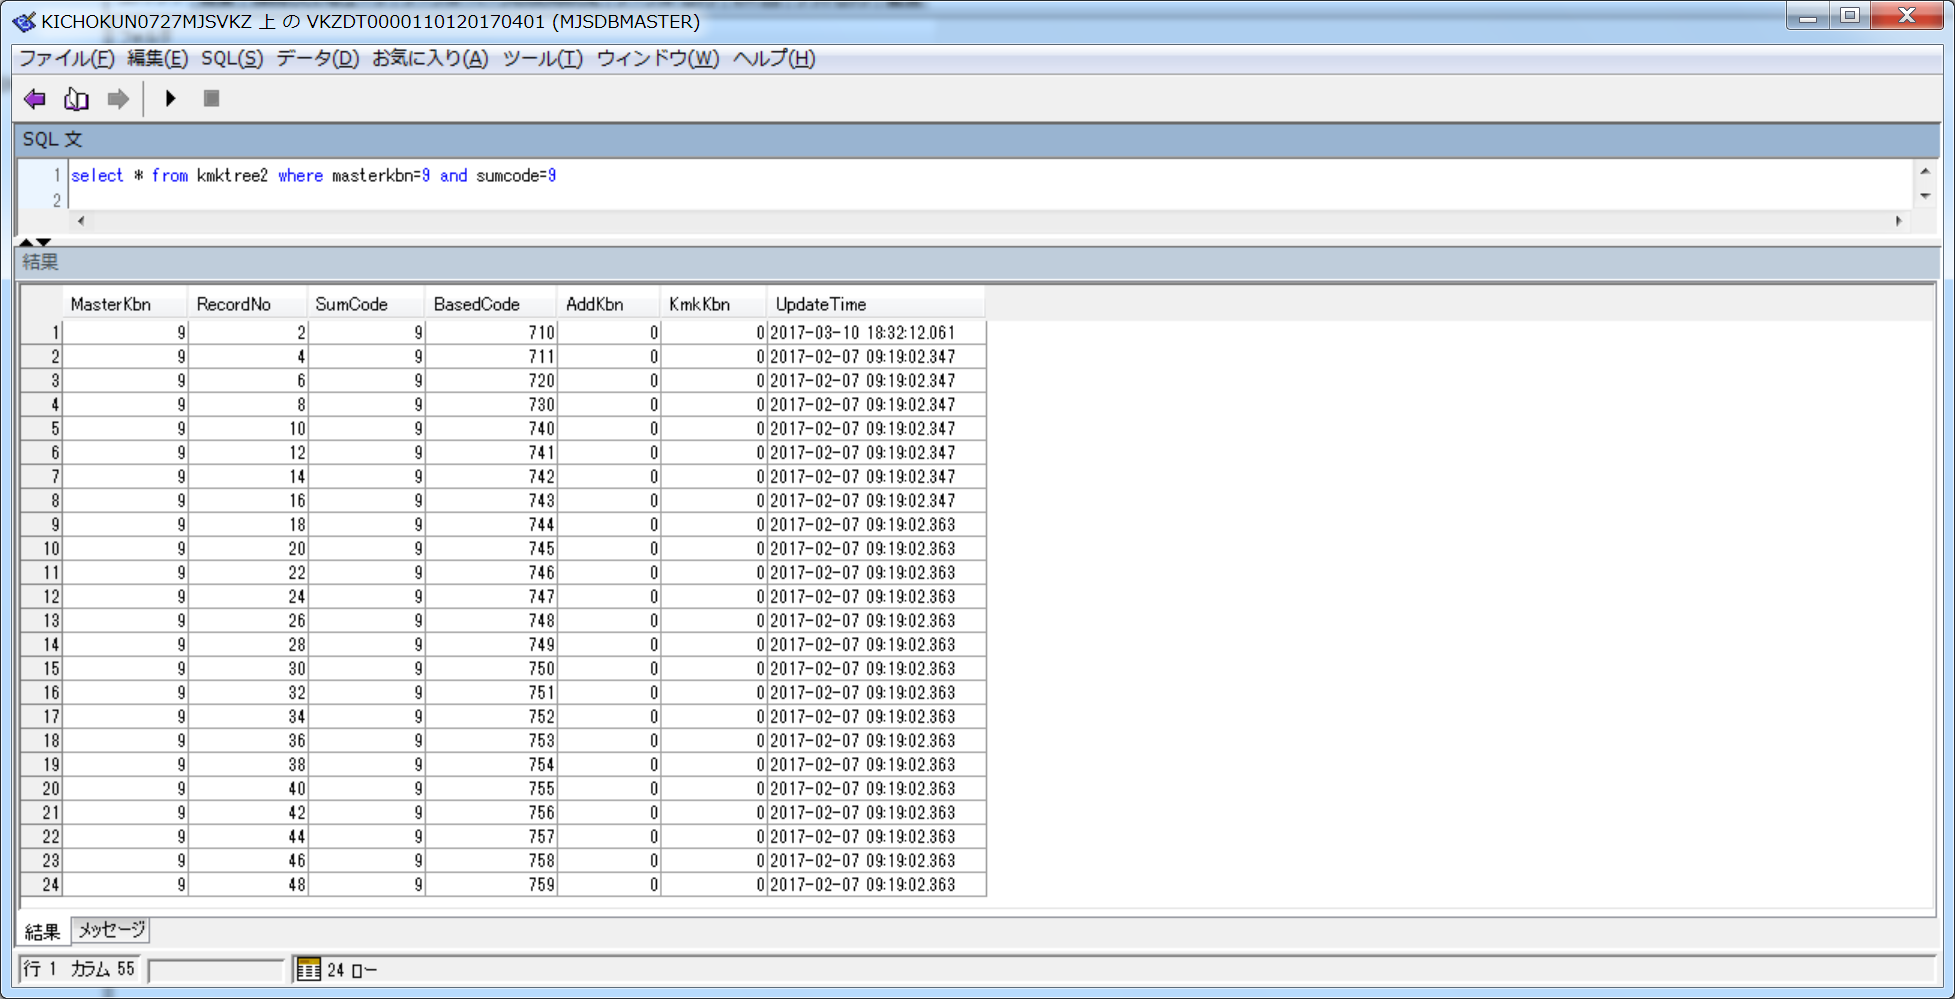 KICHOKUN0727MJSVKZ 上 の VKZDT0000110120170401 (MJSDBMASTER)
ファイル(F) 編集(E) SQL(S) データ(D) お気に入り(A) ツール(T) ウィンドウ(W) ヘルプ(H)
SQL 文
1 select * from kmktree2 where masterkbn=9 and sumcode=9
2
結果
MasterKbn RecordNo SumCode BasedCode AddKbn KmkKbn UpdateTime
1 9 2 9 710 0 0 2017-03-10 18:32:12.061
2 9 4 9 711 0 0 2017-02-07 09:19:02.347
3 9 6 9 720 0 0 2017-02-07 09:19:02.347
4 9 8 9 730 0 0 2017-02-07 09:19:02.347
5 9 10 9 740 0 0 2017-02-07 09:19:02.347
6 9 12 9 741 0 0 2017-02-07 09:19:02.347
7 9 14 9 742 0 0 2017-02-07 09:19:02.347
8 9 16 9 743 0 0 2017-02-07 09:19:02.347
9 9 18 9 744 0 0 2017-02-07 09:19:02.363
10 9 20 9 745 0 0 2017-02-07 09:19:02.363
11 9 22 9 746 0 0 2017-02-07 09:19:02.363
12 9 24 9 747 0 0 2017-02-07 09:19:02.363
13 9 26 9 748 0 0 2017-02-07 09:19:02.363
14 9 28 9 749 0 0 2017-02-07 09:19:02.363
15 9 30 9 750 0 0 2017-02-07 09:19:02.363
16 9 32 9 751 0 0 2017-02-07 09:19:02.363
17 9 34 9 752 0 0 2017-02-07 09:19:02.363
18 9 36 9 753 0 0 2017-02-07 09:19:02.363
19 9 38 9 754 0 0 2017-02-07 09:19:02.363
20 9 40 9 755 0 0 2017-02-07 09:19:02.363
21 9 42 9 756 0 0 2017-02-07 09:19:02.363
22 9 44 9 757 0 0 2017-02-07 09:19:02.363
23 9 46 9 758 0 0 2017-02-07 09:19:02.363
24 9 48 9 759 0 0 2017-02-07 09:19:02.363
結果 メッセージ
行 1 カラム 55 24 ロー